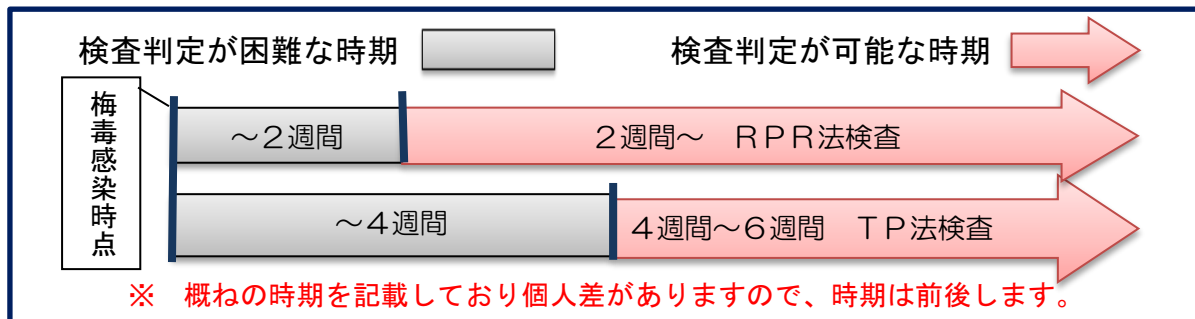 検査判定が困難な時期
検査判定が可能な時期
梅毒感染時点
～2週間
２週間～　ＲＰＲ法検査
～４週間
４週間～６週間　ＴＰ法検査
※　概ねの時期を記載しており個人差がありますので、時期は前後します。